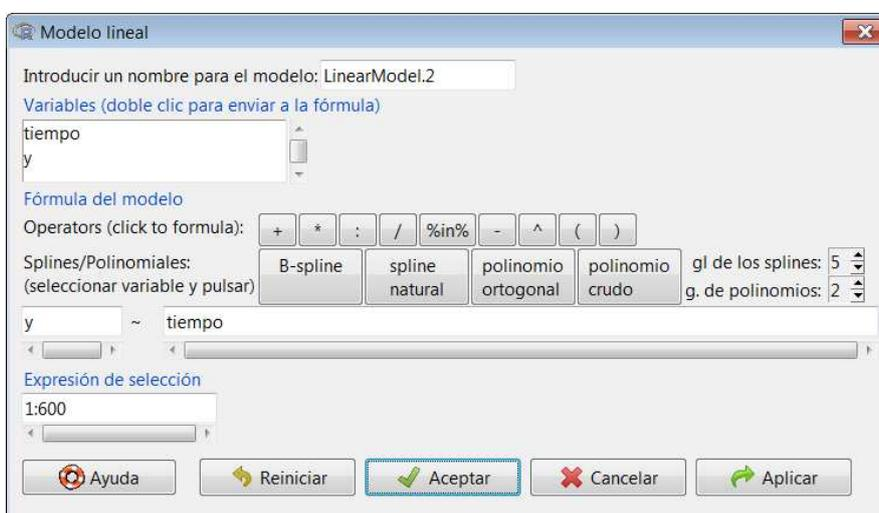 Modelo lineal
Introducir un nombre para el modelo: LinearModel.2
Variables (doble clic para enviar a la fórmula)
tiempo
y
Fórmula del modelo
Operators (click to formula): + * : / %in% - ^ ( )
Splines/Polinomiales:
(seleccionar variable y pulsar)
B-spline
spline
natural
polinomio
ortogonal
polinomio
crudo
gl de los splines: 5
g. de polinomios: 2
y ~ tiempo
Expresión de selección
1:600
Ayuda Reiniciar Aceptar Cancelar Aplicar